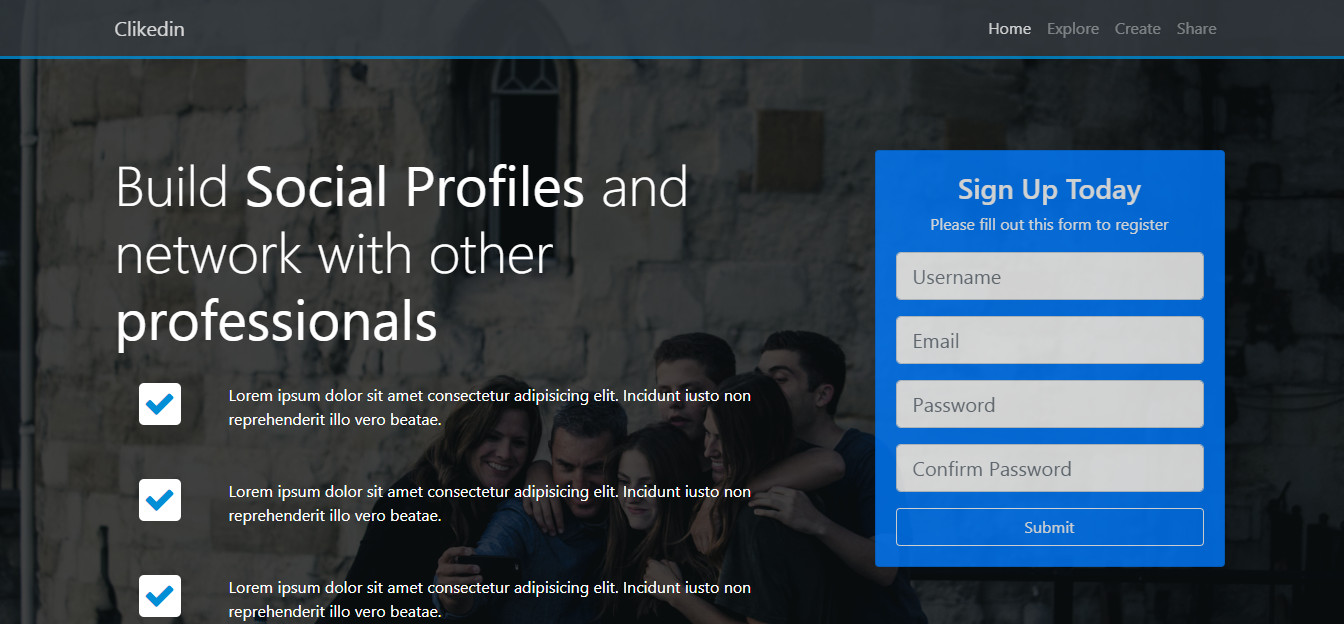 Clikedin
Home Explore Create Share
Build Social Profiles and
network with other
professionals
Lorem ipsum dolor sit amet consectetur adipisicing elit. Incidunt iusto non
reprehenderit illo vero beatae.
Lorem ipsum dolor sit amet consectetur adipisicing elit. Incidunt iusto non
reprehenderit illo vero beatae.
Lorem ipsum dolor sit amet consectetur adipisicing elit. Incidunt iusto non
reprehenderit illo vero beatae.
Sign Up Today
Please fill out this form to register
Username
Email
Password
Confirm Password
Submit